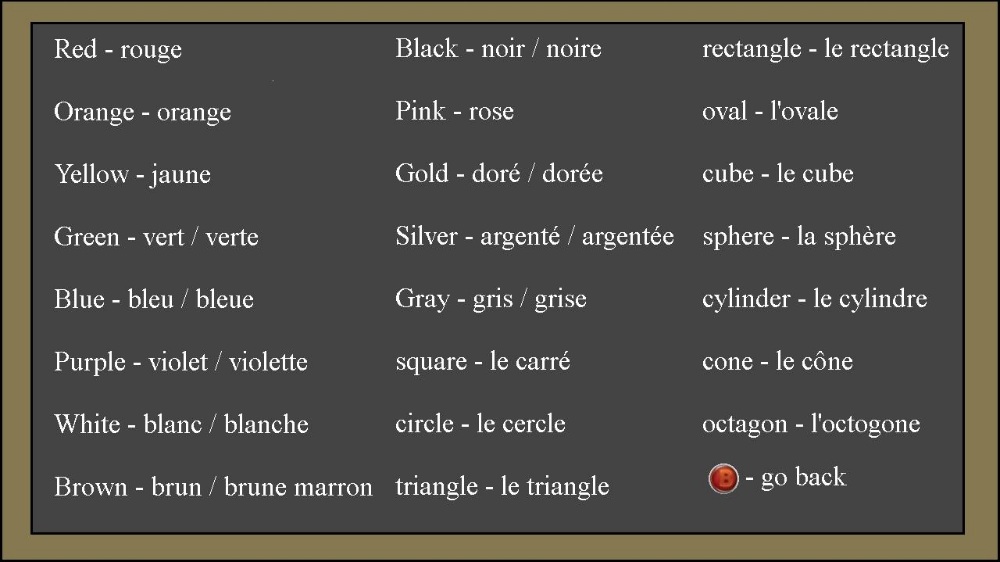 Red - rouge
Orange - orange
Yellow - jaune
Green - vert / verte
Blue - bleu / bleue
Purple - violet / violette
White - blanc / blanche
Brown - brun / brune marron
Black - noir / noire
Pink - rose
Gold - doré / dorée
Silver - argenté / argentée
Gray - gris / grise
square - le carré
circle - le cercle
triangle - le triangle
rectangle - le rectangle
oval - l'ovale
cube - le cube
sphere - la sphère
cylinder - le cylindre
cone - le cône
octagon - l'octogone
B - go back